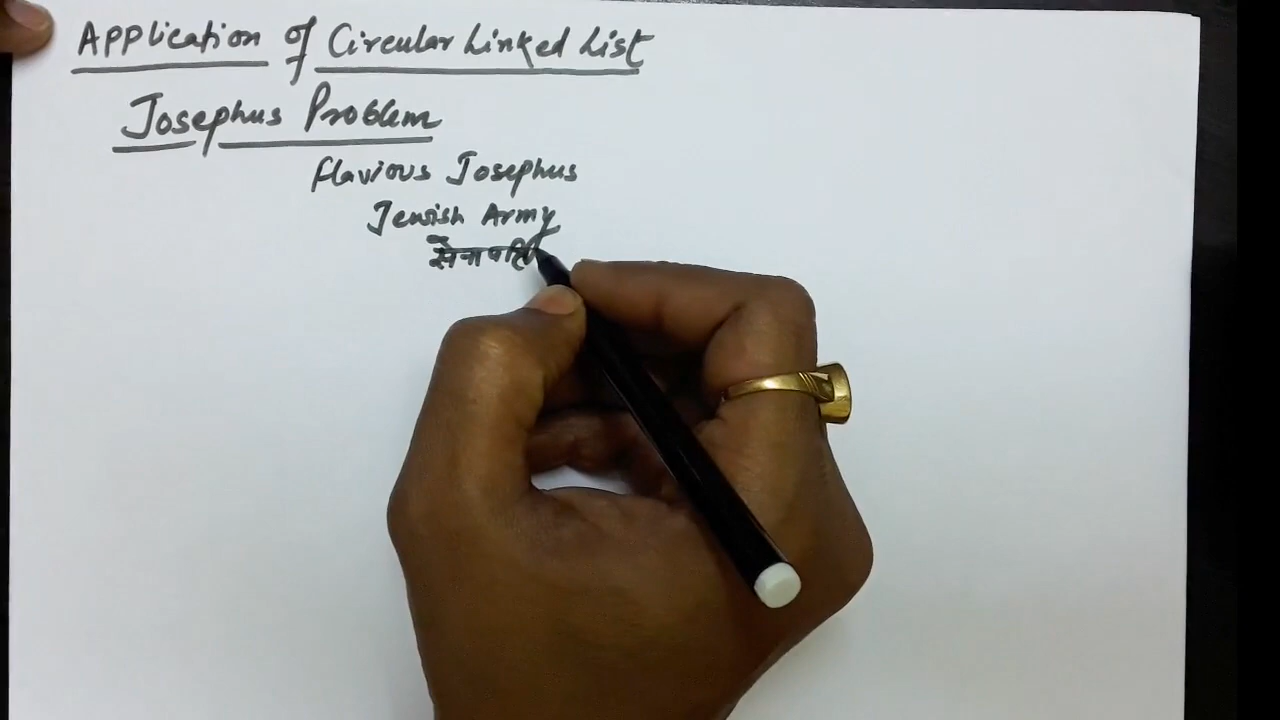 Application of Circular Linked List
Josephus Problem
Flavious Josephus
Jewish Army
सेनापति